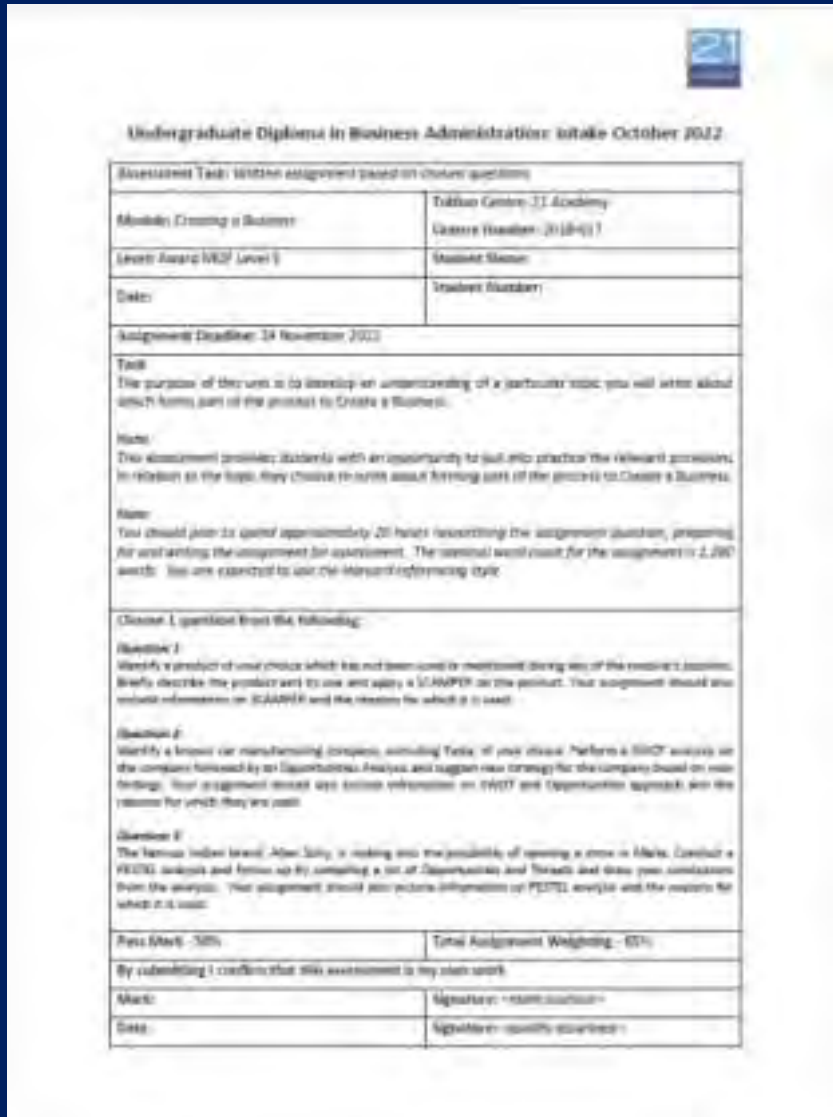 21
Undergraduate Diploma in Business Administration: Intake October 2022
Assessment Task: Written assignment based on chosen questions
Module: Creating a Business
Tuition Centre: 21 Academy
Centre Number:
Level: Award MQF Level 5
Student Name:
Date:
Student Number:
Assignment Deadline: 24 November 2022
Task
The purpose of this unit is to develop an understanding of a particular topic you will write about
which forms part of the process to Create a Business.
Note
This assessment provides students with an opportunity to put into practice the relevant provisions
in relation to the topic they choose to write about forming part of the process to Create a Business.
Note
You should plan to spend approximately 20 hours researching the assignment question, preparing
for and writing the assignment for assessment. The nominal word count for the assignment is
words. You are expected to use the Harvard referencing style
Choose 1 question from the following:
Question 1
Identify a product of your choice which has not been used or mentioned during any of the module's sessions.
Briefly describe the product and its use and apply a SCAMPER on the product. Your assignment should also
include information on SCAMPER and the reasons for which it is used.
Question 2
Identify a known car manufacturing company, excluding Tesla, of your choice. Perform a SWOT analysis on
the company followed by an Opportunities Analysis and suggest new strategy for the company based on your
findings. Your assignment should also include information on SWOT and Opportunities approach and the
reasons for which they are used.
Question 3
The famous Indian brand, Allen Solly, is looking into the possibility of opening a store in Malta. Conduct a
PESTEL analysis and follow up by compiling a list of Opportunities and Threats and draw your conclusions
from the analysis. Your assignment should also include information on PESTEL analysis and the reasons for
which it is used.
Pass Mark - 50%
Total Assignment Weighting -
By submitting I confirm that this assessment is my own work
Mark:
Signature:
Date:
Signature: